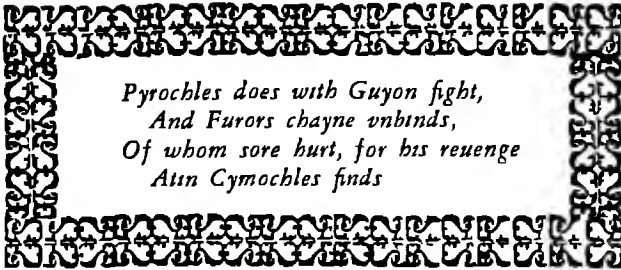 Pyrochles does with Guyon fight,
And Furors chayne vnbinds,
Of whom sore hurt, for his reuenge
Atin Cymochles finds